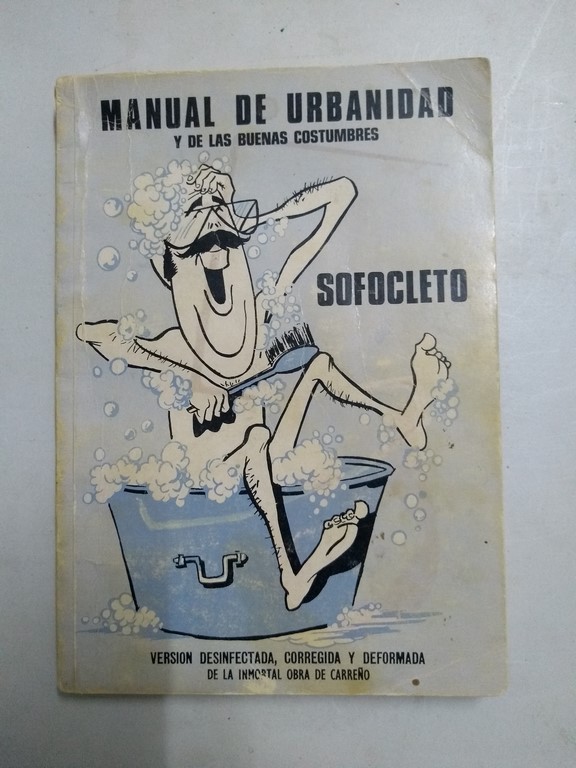 MANUAL DE URBANIDAD
Y DE LAS BUENAS COSTUMBRES
SOFOCLETO
VERSION DESINFECTADA, CORREGIDA Y DEFORMADA
DE LA INMORTAL OBRA DE CARREÑO